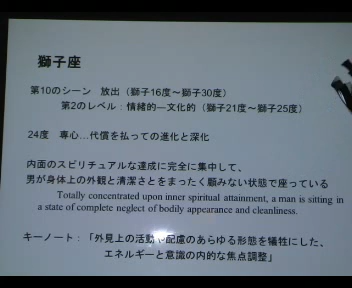 獅子座
第10のシーン 放出(獅子16度～獅子30度)
第2のレベル：情緒的―文化的(獅子21度～獅子25度)
24度 専心…代償を払っての進化と深化
内面のスピリチュアルな達成に完全に集中して、
男が身体上の外観と清潔さとをまったく顧みない状態で座っている
Totally concentrated upon inner spiritual attainment, a man is sitting in
a state of complete neglect of bodily appearance and cleanliness.
キーノート：「外見上の活動や配慮のあらゆる形態を犠牲にした、
エネルギーと意識の内的な焦点調整」